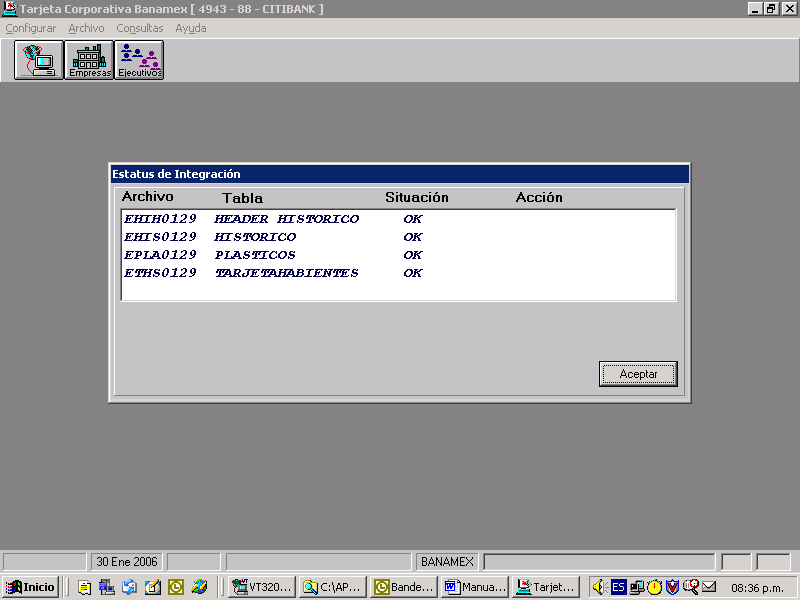 Tarjeta Corporativa Banamex [ 4943 - 88 - CITIBANK ]
Configurar Archivo Consultas Ayuda
Empresas Ejecutivos
Estatus de Integración
Archivo Tabla Situación Acción
EHIH0129 HEADER HISTORICO OK
EHIS0129 HISTORICO OK
EPLA0129 PLASTICOS OK
ETHS0129 TARJETAHABIENTES OK
Aceptar
30 Ene 2006 BANAMEX
Inicio VT320... C:\AP... Bande... Manua... Tarjet... ES 08:36 p.m.